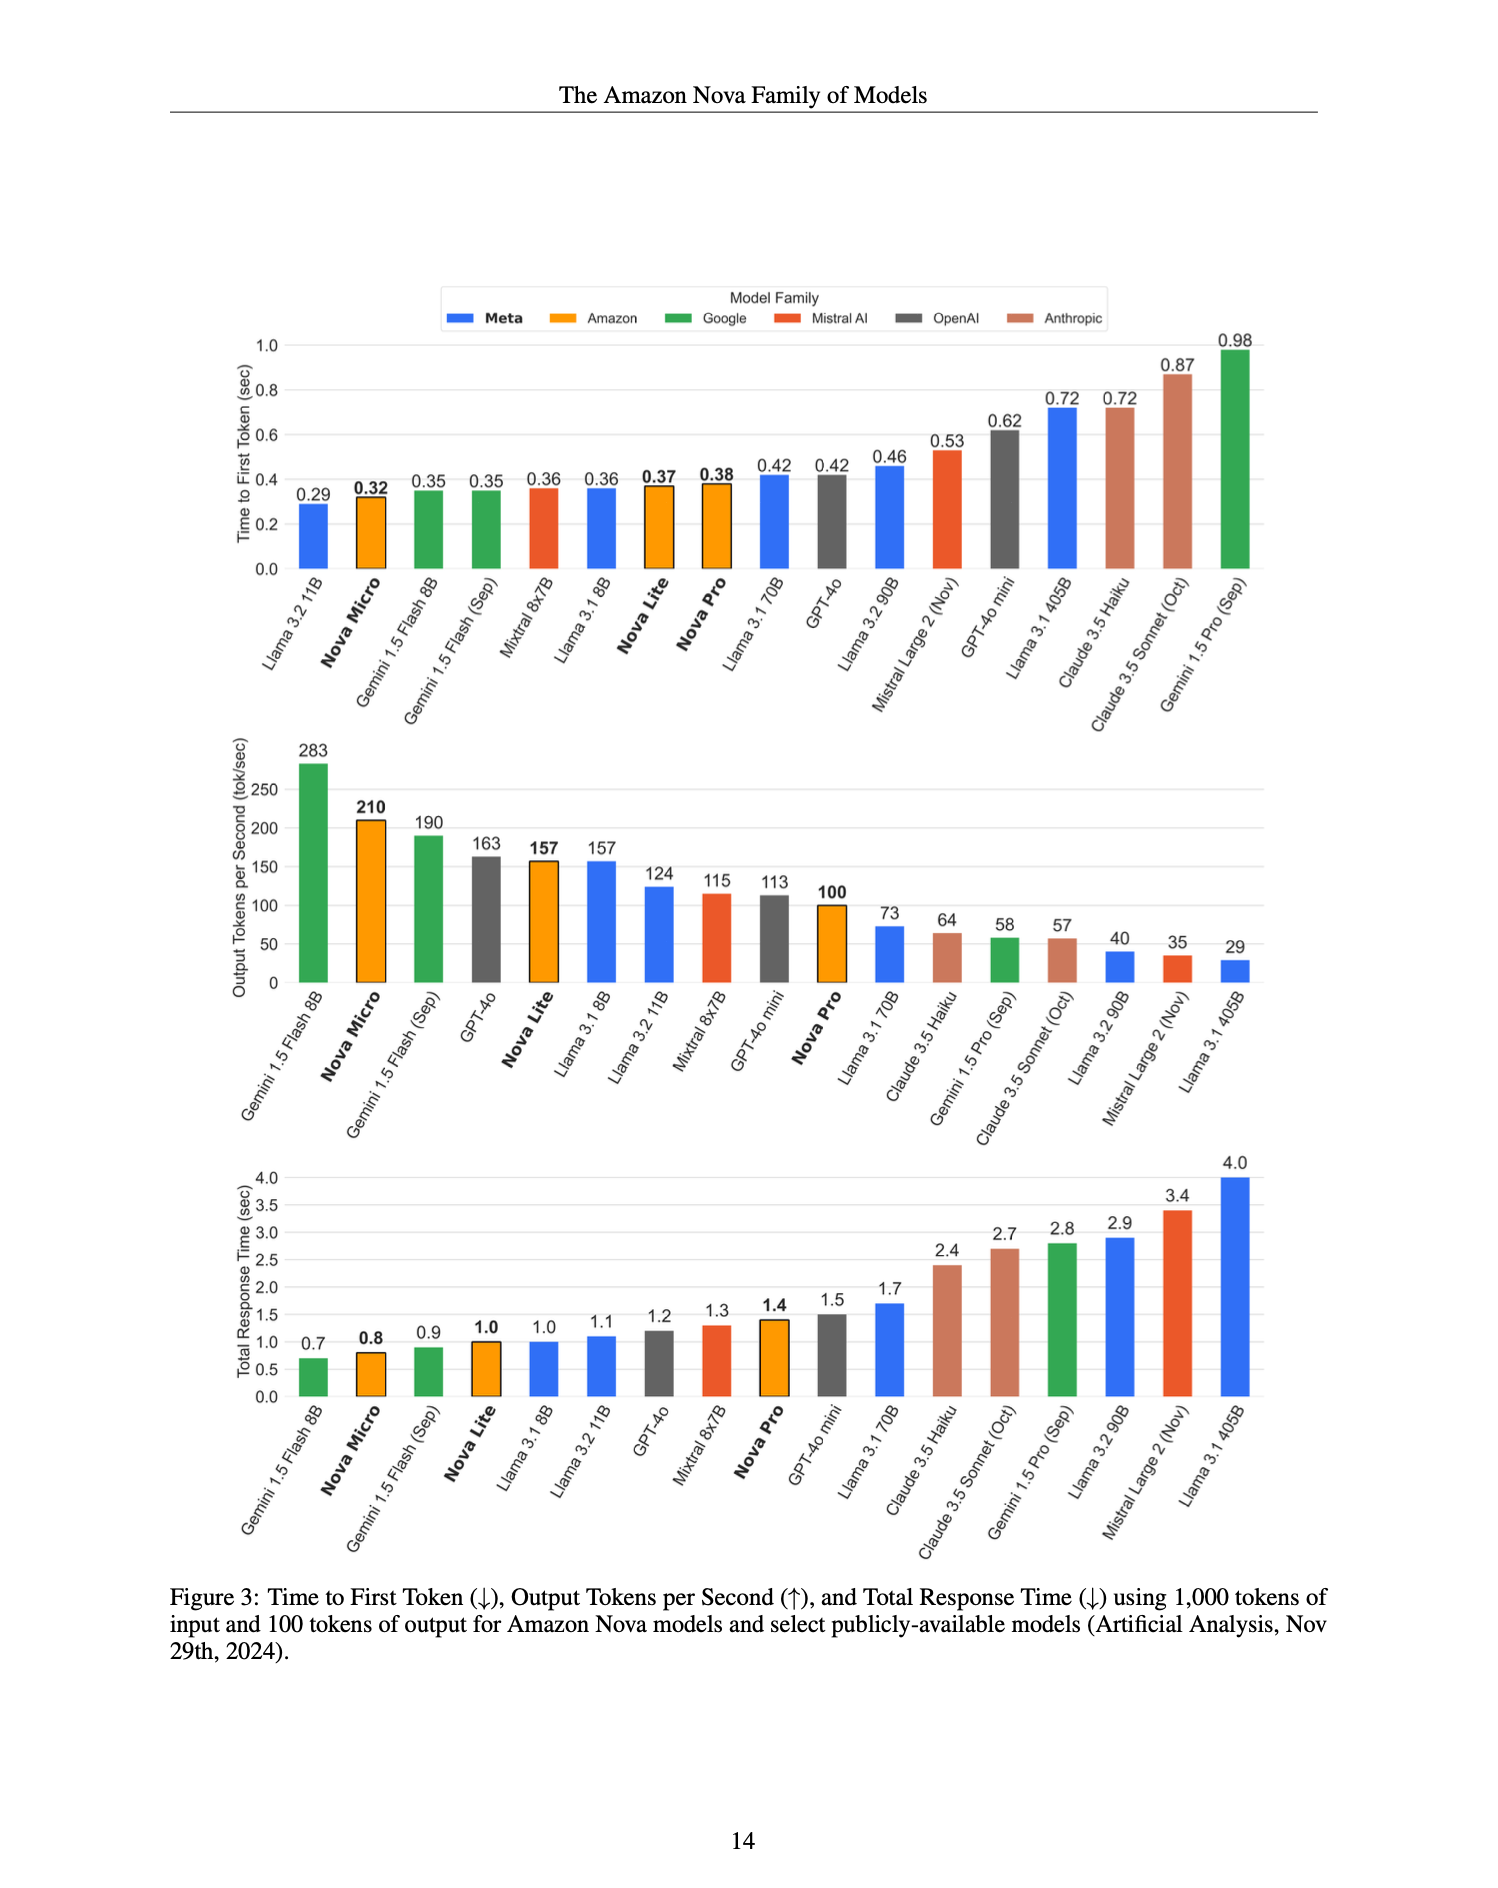 The Amazon Nova Family of Models
Model Family
Meta Amazon Google Mistral AI OpenAI Anthropic
Time to First Token (sec)
1.0
0.8
0.6
0.4
0.2
0.0
0.29 0.32 0.35 0.35 0.36 0.36 0.37 0.38 0.42 0.42 0.46 0.53 0.62 0.72 0.72 0.87 0.98
Llama 3.2 11B
Nova Micro
Gemini 1.5 Flash 8B
Gemini 1.5 Flash (Sep)
Mixtral 8x7B
Llama 3.1 8B
Nova Lite
Nova Pro
Llama 3.1 70B
GPT-4o
Llama 3.2 90B
Mistral Large 2 (Nov)
GPT-4o mini
Llama 3.1 405B
Claude 3.5 Haiku
Claude 3.5 Sonnet (Oct)
Gemini 1.5 Pro (Sep)
Output Tokens per Second (tok/sec)
250
200
150
100
50
0
283 210 190 163 157 157 124 115 113 100 73 64 58 57 40 35 29
Gemini 1.5 Flash 8B
Nova Micro
Gemini 1.5 Flash (Sep)
GPT-4o
Nova Lite
Llama 3.1 8B
Llama 3.2 11B
Mixtral 8x7B
GPT-4o mini
Nova Pro
Llama 3.1 70B
Claude 3.5 Haiku
Gemini 1.5 Pro (Sep)
Claude 3.5 Sonnet (Oct)
Llama 3.2 90B
Mistral Large 2 (Nov)
Llama 3.1 405B
Total Response Time (sec)
4.0
3.5
3.0
2.5
2.0
1.5
1.0
0.5
0.0
0.7 0.8 0.9 1.0 1.0 1.1 1.2 1.3 1.4 1.5 1.7 2.4 2.7 2.8 2.9 3.4 4.0
Gemini 1.5 Flash 8B
Nova Micro
Gemini 1.5 Flash (Sep)
Nova Lite
Llama 3.1 8B
Llama 3.2 11B
GPT-4o
Mixtral 8x7B
Nova Pro
GPT-4o mini
Llama 3.1 70B
Claude 3.5 Haiku
Claude 3.5 Sonnet (Oct)
Gemini 1.5 Pro (Sep)
Llama 3.2 90B
Mistral Large 2 (Nov)
Llama 3.1 405B
Figure 3: Time to First Token (↓), Output Tokens per Second (↑), and Total Response Time (↓) using 1,000 tokens of
input and 100 tokens of output for Amazon Nova models and select publicly-available models (Artificial Analysis, Nov
29th, 2024).
14